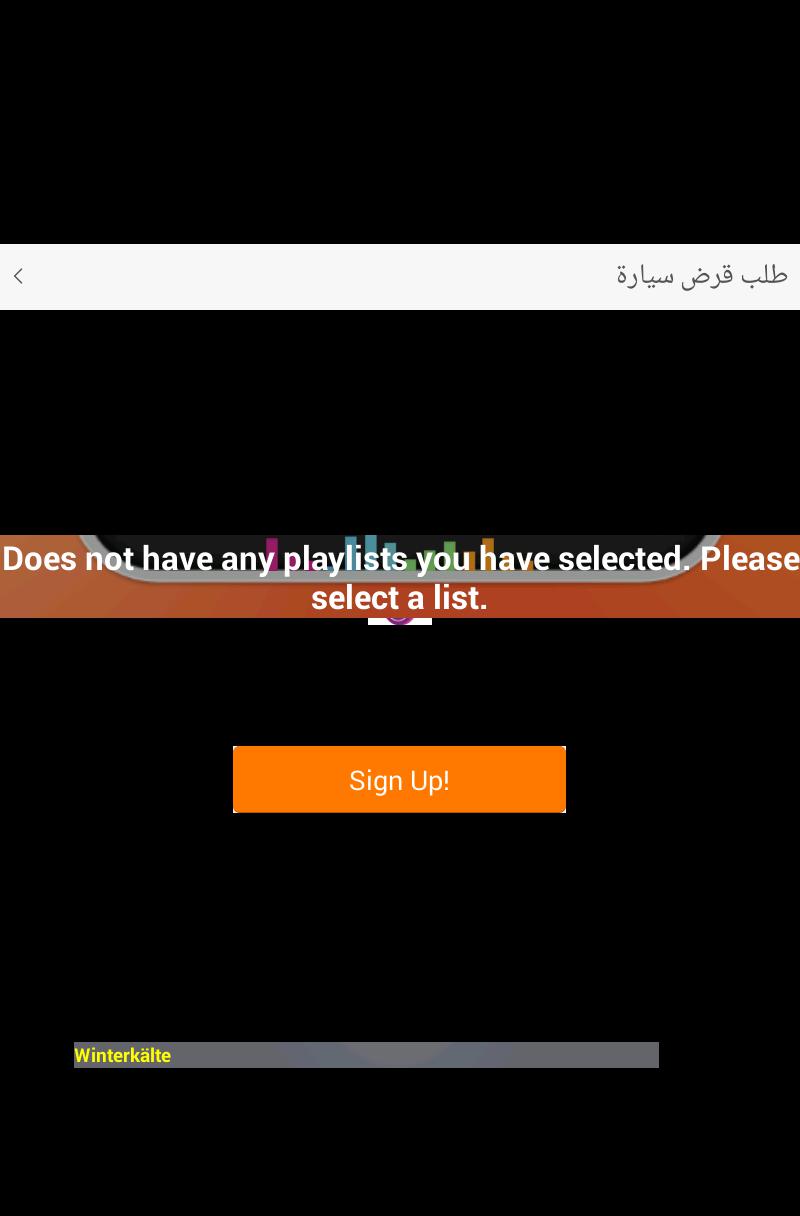 طلب قرض سيارة
Does not have any playlists you have selected. Please
select a list.
Sign Up!
Winterkälte